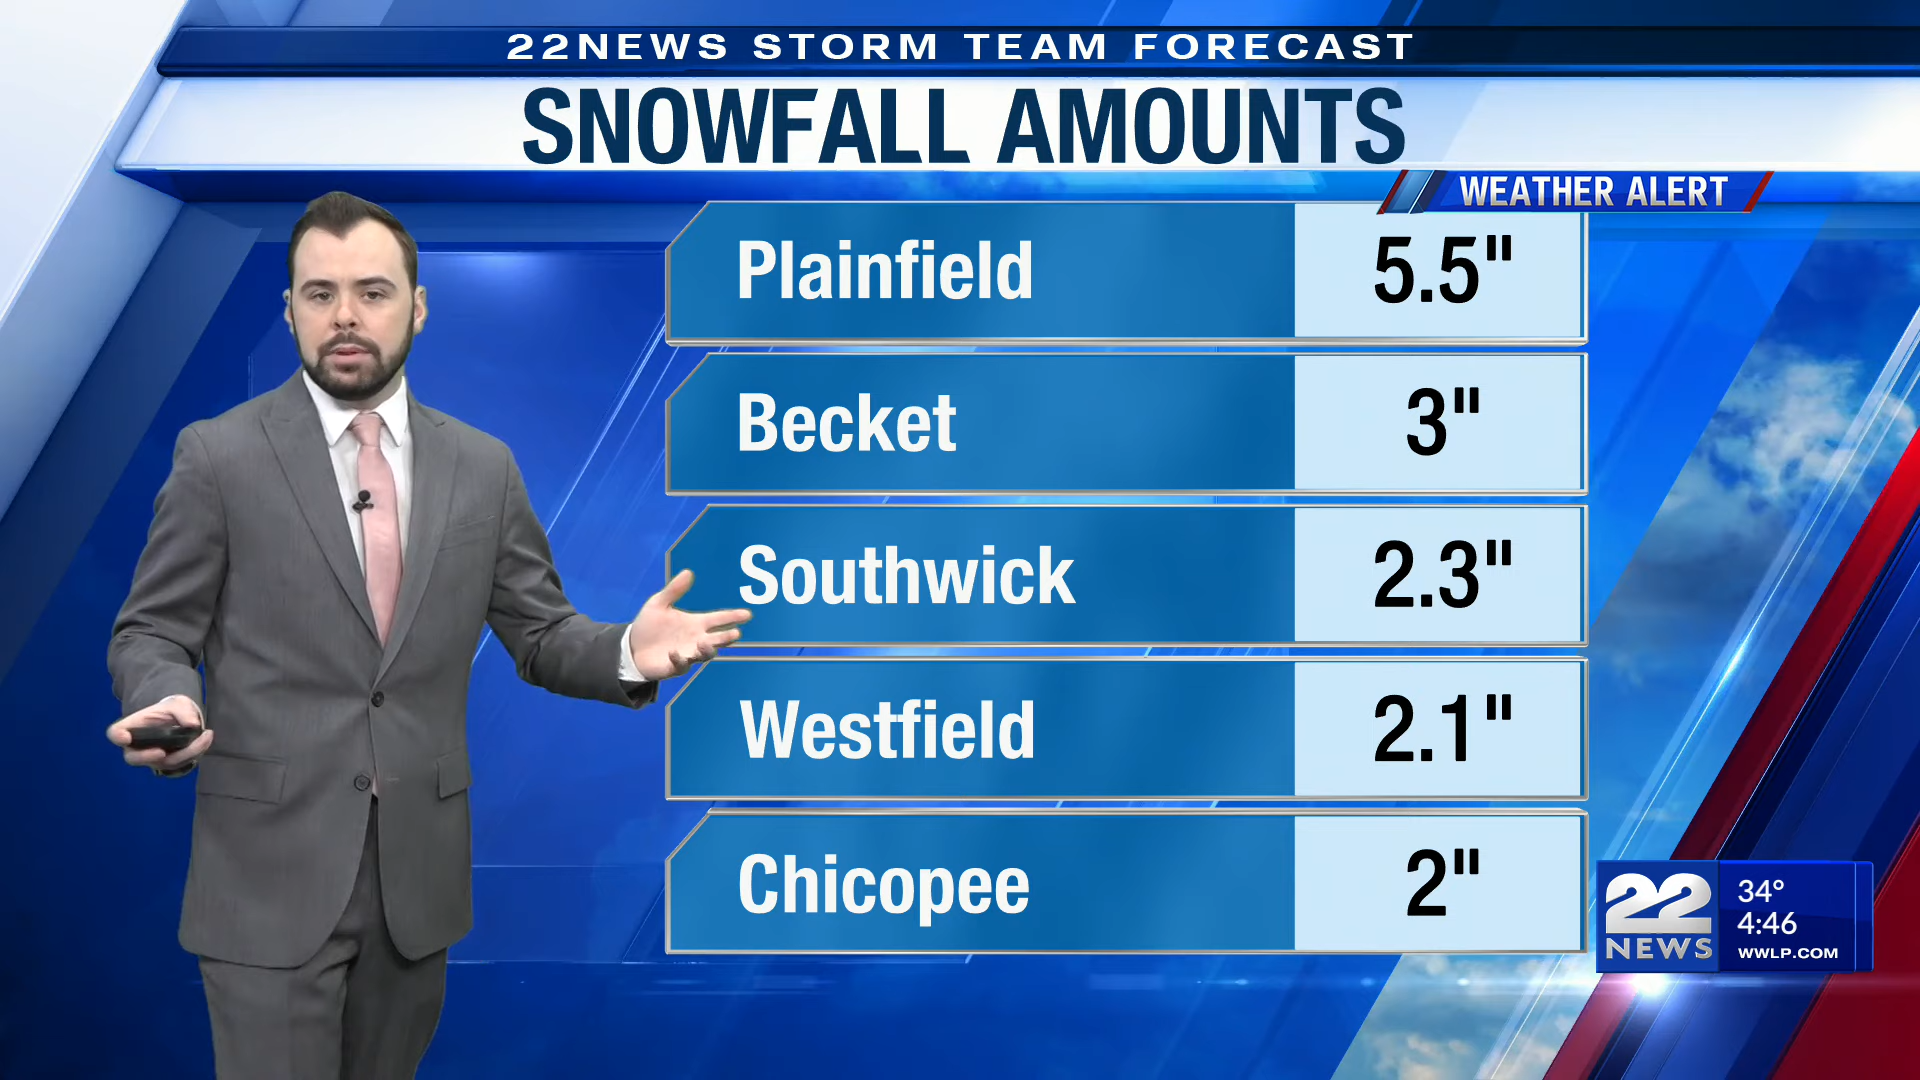 22NEWS STORM TEAM FORECAST
SNOWFALL AMOUNTS
WEATHER ALERT
Plainfield 5.5"
Becket 3"
Southwick 2.3"
Westfield 2.1"
Chicopee 2"
22 NEWS
34°
4:46
WWLP.COM